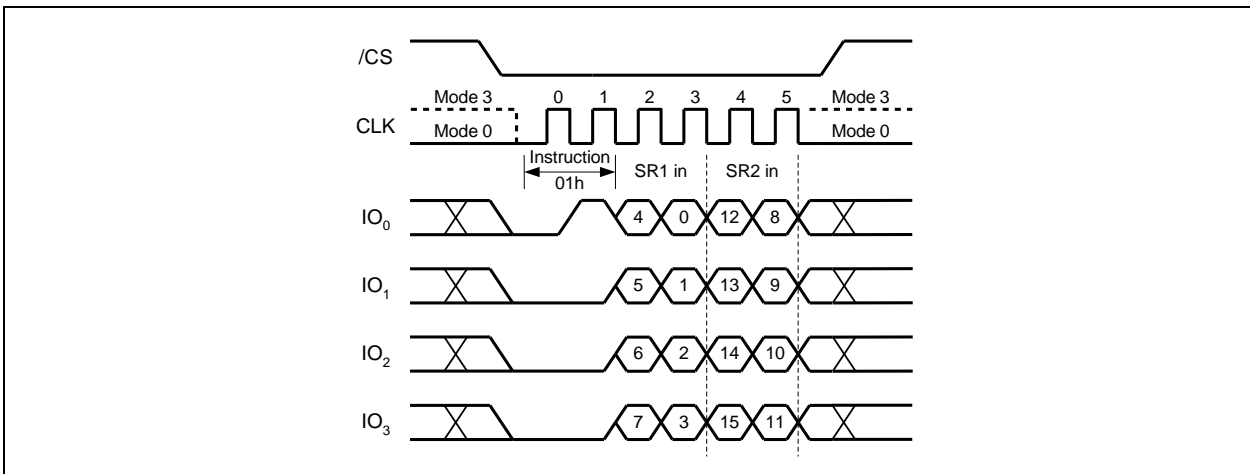 /CS
Mode 3 0 1 2 3 4 5 Mode 3
CLK Mode 0 Mode 0
Instruction SR1 in SR2 in
01h
IO0 4 0 12 8
IO1 5 1 13 9
IO2 6 2 14 10
IO3 7 3 15 11